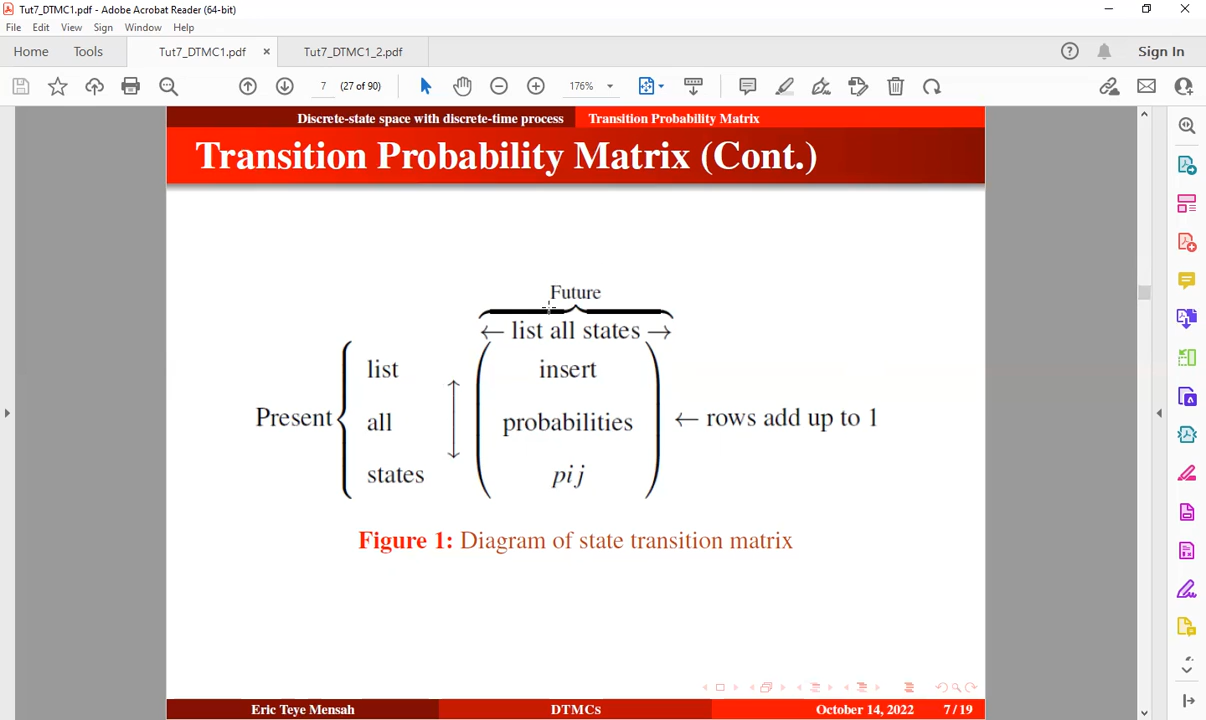 Tut7_DTMC1.pdf - Adobe Acrobat Reader (64-bit)
File Edit View Sign Window Help
Home Tools Tut7_DTMC1.pdf × Tut7_DTMC1_2.pdf Sign In
7 (27 of 90) 176%
Discrete-state space with discrete-time process Transition Probability Matrix
Transition Probability Matrix (Cont.)
Future
← list all states →
list insert
Present all probabilities ← rows add up to 1
states pij
Figure 1: Diagram of state transition matrix
Eric Teye Mensah DTMCs October 14, 2022 7 / 19